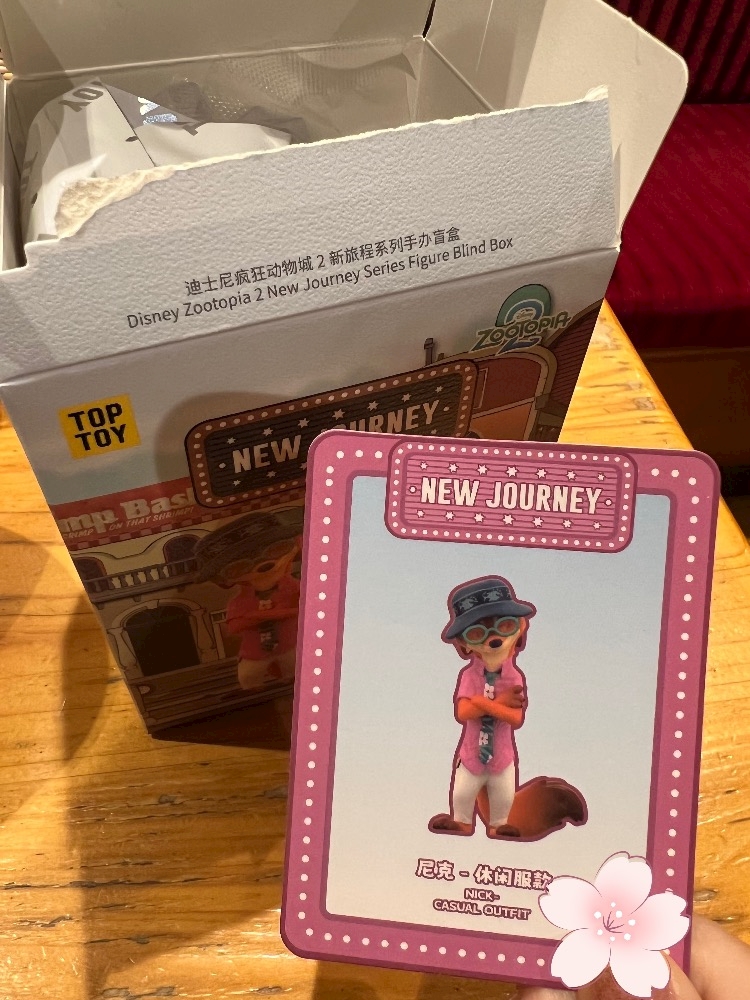 迪士尼疯狂动物城 2 新旅程系列手办盲盒
Disney Zootopia 2 New Journey Series Figure Blind Box
ZOOTOPIA
2
TOP
TOY
NEW JOURNEY
NEW JOURNEY
尼克 - 休闲服款
NICK-
CASUAL OUTFIT